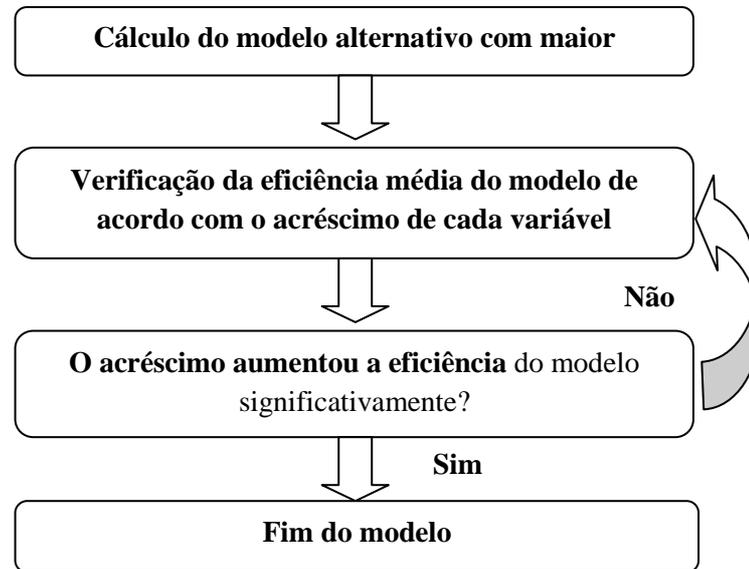 Cálculo do modelo alternativo com maior
Verificação da eficiência média do modelo de
acordo com o acréscimo de cada variável
Não
O acréscimo aumentou a eficiência do modelo
significativamente?
Sim
Fim do modelo